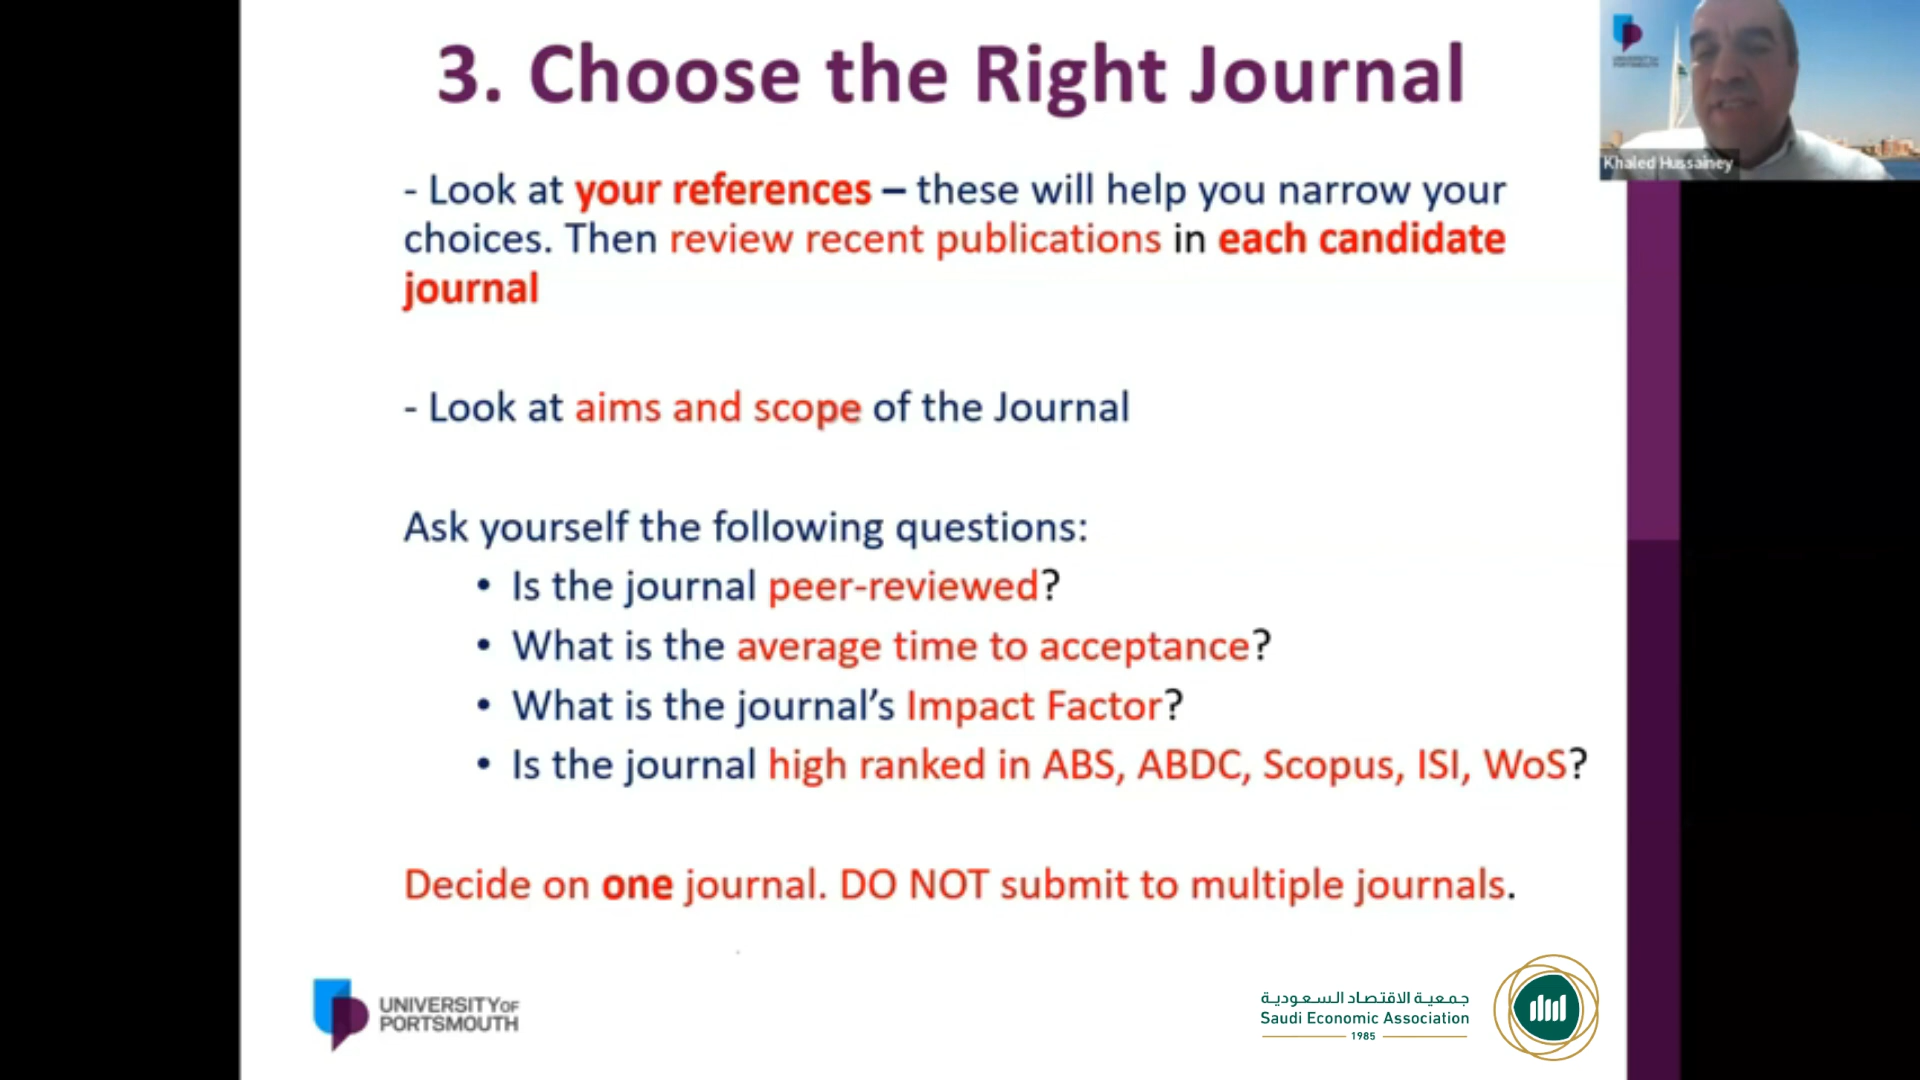 3. Choose the Right Journal
Khaled Hussainey
- Look at your references – these will help you narrow your
choices. Then review recent publications in each candidate
journal
- Look at aims and scope of the Journal
Ask yourself the following questions:
• Is the journal peer-reviewed?
• What is the average time to acceptance?
• What is the journal’s Impact Factor?
• Is the journal high ranked in ABS, ABDC, Scopus, ISI, WoS?
Decide on one journal. DO NOT submit to multiple journals.
UNIVERSITY OF
PORTSMOUTH
جمعية الاقتصاد السعودية
Saudi Economic Association
1985